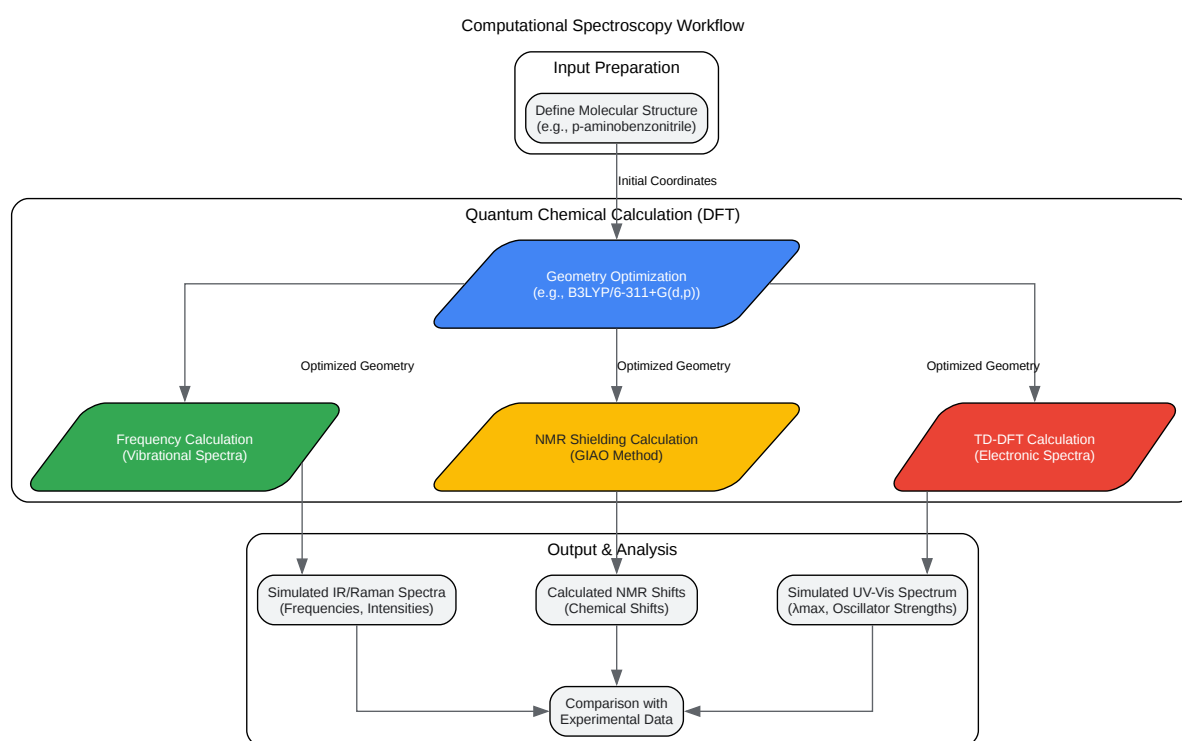 Computational Spectroscopy Workflow
Input Preparation
Define Molecular Structure
(e.g., p-aminobenzonitrile)
Initial Coordinates
Quantum Chemical Calculation (DFT)
Geometry Optimization
(e.g., B3LYP/6-311+G(d,p))
Optimized Geometry
Optimized Geometry
Optimized Geometry
Frequency Calculation
(Vibrational Spectra)
NMR Shielding Calculation
(GIAO Method)
TD-DFT Calculation
(Electronic Spectra)
Output & Analysis
Simulated IR/Raman Spectra
(Frequencies, Intensities)
Calculated NMR Shifts
(Chemical Shifts)
Simulated UV-Vis Spectrum
(λmax, Oscillator Strengths)
Comparison with
Experimental Data